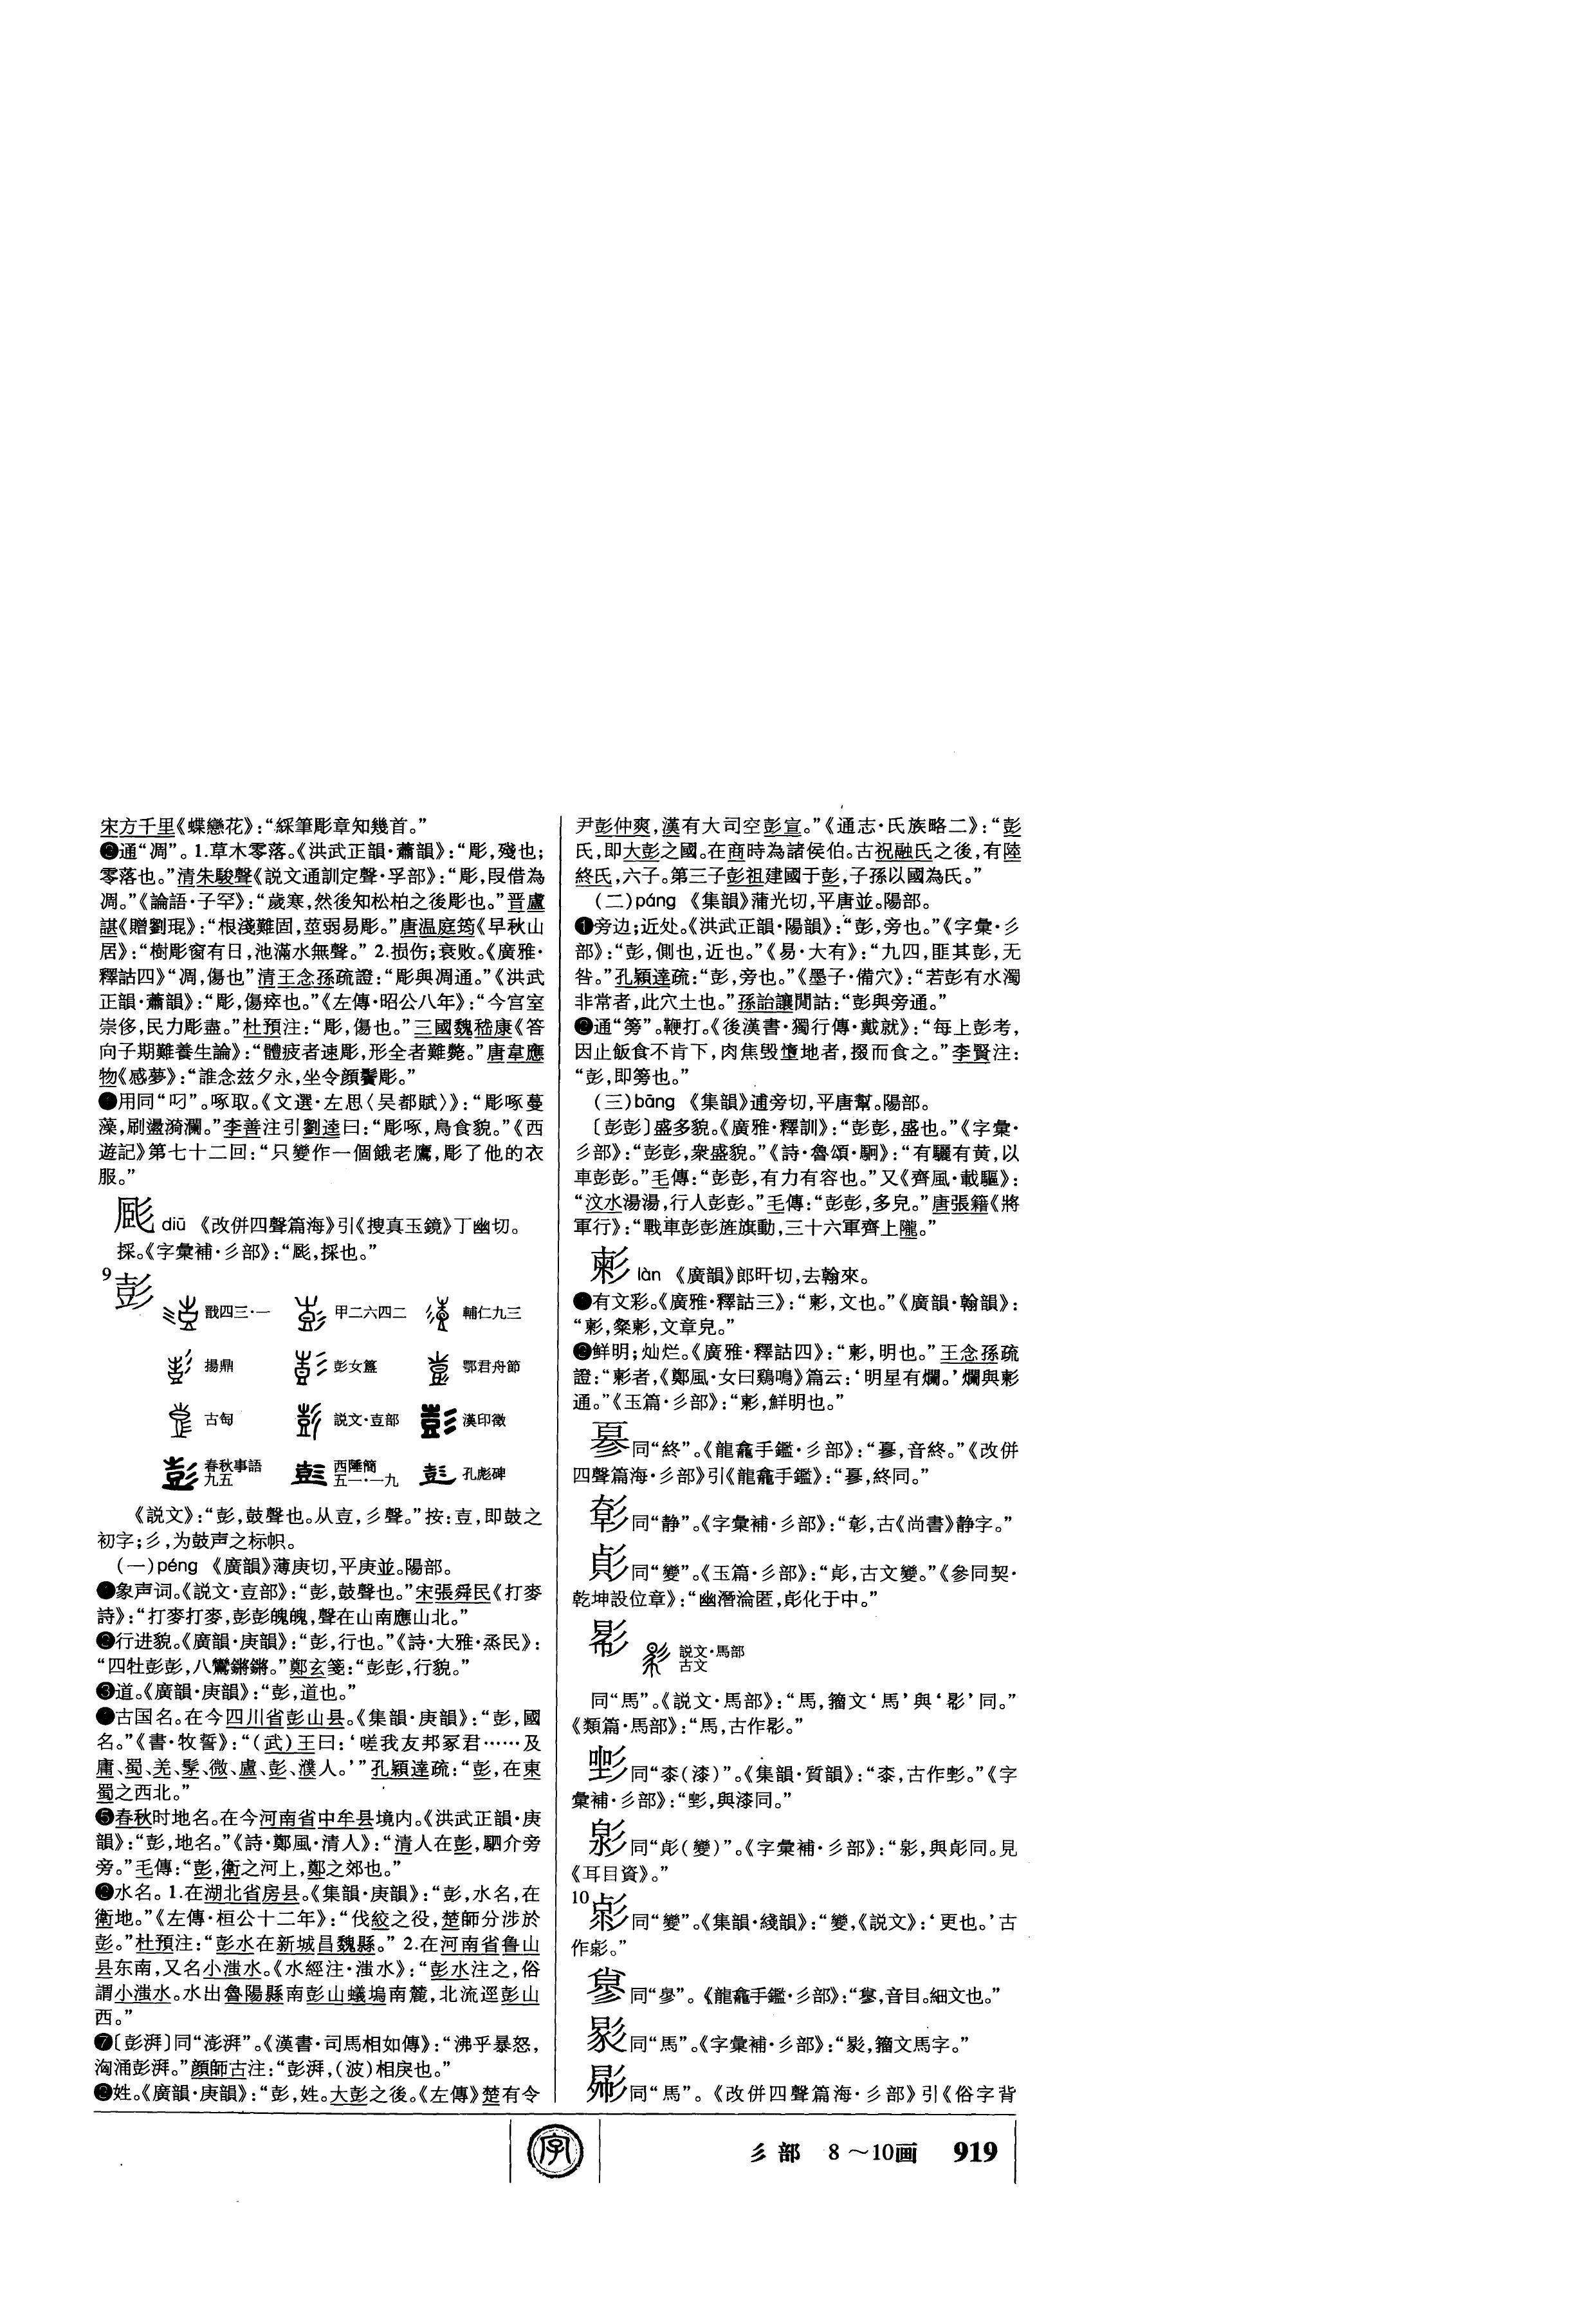 宋方千里《蝶戀花》：“綵筆彫章知幾首。”
❸通“凋”。1.草木零落。《洪武正韻·蕭韻》：“彫，殘也；
零落也。”清朱駿聲《説文通訓定聲·孚部》：“彫，叚借為
凋。”《論語·子罕》：“歲寒，然後知松柏之後彫也。”晋盧
諶《贈劉琨》：“根淺難固，莖弱易彫。”唐温庭筠《早秋山
居》：“樹彫窗有日，池滿水無聲。” 2.损伤；衰败。《廣雅·
釋詁四》“凋，傷也”清王念孫疏證：“彫與凋通。”《洪武
正韻·蕭韻》：“彫，傷瘁也。”《左傳·昭公八年》：“今宫室
崇侈，民力彫盡。”杜預注：“彫，傷也。”三國魏嵇康《答
向子期難養生論》：“體疲者速彫，形全者難斃。”唐韋應
物《感夢》：“誰念兹夕永，坐令顔鬢彫。”
用同“叼”。啄取。《文選·左思〈吴都賦〉》：“彫啄蔓
藻，刷盪漪瀾。”李善注引劉逵曰：“彫啄，鳥食貌。”《西
遊記》第七十二回：“只變作一個餓老鷹，彫了他的衣
服。”
diū 《改併四聲篇海》引《搜真玉鏡》丁幽切。
採。《字彙補·彡部》：“，採也。”
9彭 戩四三·一 甲二六四二 輔仁九三
揚鼎 彭女簋 鄂君舟節
古匋 説文·壴部 漢印徵
春秋事語九五 西陲簡五一·一九 孔彪碑
《説文》：“彭，鼓聲也。从壴，彡聲。”按：壴，即鼓之
初字；彡，为鼓声之标帜。
（一）péng 《廣韻》薄庚切，平庚並。陽部。
象声词。《説文·壴部》：“彭，鼓聲也。”宋張舜民《打麥
詩》：“打麥打麥，彭彭魄魄，聲在山南應山北。”
❷行进貌。《廣韻·庚韻》：“彭，行也。”《詩·大雅·烝民》：
“四牡彭彭，八鸞鏘鏘。”鄭玄箋：“彭彭，行貌。”
❸道。《廣韻·庚韻》：“彭，道也。”
古国名。在今四川省彭山县。《集韻·庚韻》：“彭，國
名。”《書·牧誓》：“（武）王曰：‘嗟我友邦冢君……及
庸、蜀、羌、髳、微、盧、彭、濮人。’”孔穎達疏：“彭，在東
蜀之西北。”
❺春秋时地名。在今河南省中牟县境内。《洪武正韻·庚
韻》：“彭，地名。”《詩·鄭風·清人》：“清人在彭，駟介旁
旁。”毛傳：“彭，衛之河上，鄭之郊也。”
水名。1.在湖北省房县。《集韻·庚韻》：“彭，水名，在
衛地。”《左傳·桓公十二年》：“伐絞之役，楚師分涉於
彭。”杜預注：“彭水在新城昌魏縣。” 2.在河南省鲁山
县东南，又名小滍水。《水經注·滍水》：“彭水注之，俗
謂小滍水。水出魯陽縣南彭山蟻塢南麓，北流逕彭山
西。”
❼〔彭湃〕同“澎湃”。《漢書·司馬相如傳》：“沸乎暴怒，
洶涌彭湃。”顔師古注：“彭湃，（波）相戾也。”
姓。《廣韻·庚韻》：“彭，姓。大彭之後。《左傳》楚有令
尹彭仲爽，漢有大司空彭宣。”《通志·氏族略二》：“彭
氏，即大彭之國。在商時為諸侯伯。古祝融氏之後，有陸
終氏，六子。第三子彭祖建國于彭，子孫以國為氏。”
（二）páng 《集韻》蒲光切，平唐並。陽部。
❶旁边；近处。《洪武正韻·陽韻》：“彭，旁也。”《字彙·彡
部》：“彭，側也，近也。”《易·大有》：“九四，匪其彭，无
咎。”孔穎達疏：“彭，旁也。”《墨子·備穴》：“若彭有水濁
非常者，此穴土也。”孫詒讓閒詁：“彭與旁通。”
❷通“篣”。鞭打。《後漢書·獨行傳·戴就》：“每上彭考，
因止飯食不肯下，肉焦毁墮地者，掇而食之。”李賢注：
“彭，即篣也。”
（三）bāng 《集韻》逋旁切，平唐幫。陽部。
〔彭彭〕盛多貌。《廣雅·釋訓》：“彭彭，盛也。”《字彙·
彡部》：“彭彭，衆盛貌。”《詩·魯頌·駉》：“有驪有黄，以
車彭彭。”毛傳：“彭彭，有力有容也。”又《齊風·載驅》：
“汶水湯湯，行人彭彭。”毛傳：“彭彭，多皃。”唐張籍《將
軍行》：“戰車彭彭旌旗動，三十六軍齊上隴。”
làn 《廣韻》郎旰切，去翰來。
有文彩。《廣雅·釋詁三》：“，文也。”《廣韻·翰韻》：
“，粲，文章皃。”
❷鲜明；灿烂。《廣雅·釋詁四》：“，明也。”王念孫疏
證：“者，《鄭風·女曰鷄鳴》篇云：‘明星有爛。’爛與
通。”《玉篇·彡部》：“，鮮明也。”
同“終”。《龍龕手鑑·彡部》：“，音終。”《改併
四聲篇海·彡部》引《龍龕手鑑》：“，終同。”
同“静”。《字彙補·彡部》：“，古《尚書》静字。”
同“變”。《玉篇·彡部》：“，古文變。”《參同契·
乾坤設位章》：“幽潛淪匿，化于中。”
説文·馬部古文
同“馬”。《説文·馬部》：“馬，籀文‘馬’與‘’同。”
《類篇·馬部》：“馬，古作。”
同“桼（漆）”。《集韻·質韻》：“桼，古作。”《字
彙補·彡部》：“，與漆同。”
同“（變）”。《字彙補·彡部》：“，與同。見
《耳目資》。”
10 同“變”。《集韻·綫韻》：“變，《説文》：‘更也。’古
作。”
同“”。《龍龕手鑑·彡部》：“，音目。細文也。”
同“馬”。《字彙補·彡部》：“，籀文馬字。”
同“馬”。《改併四聲篇海·彡部》引《俗字背
字
彡部 8～10画 919